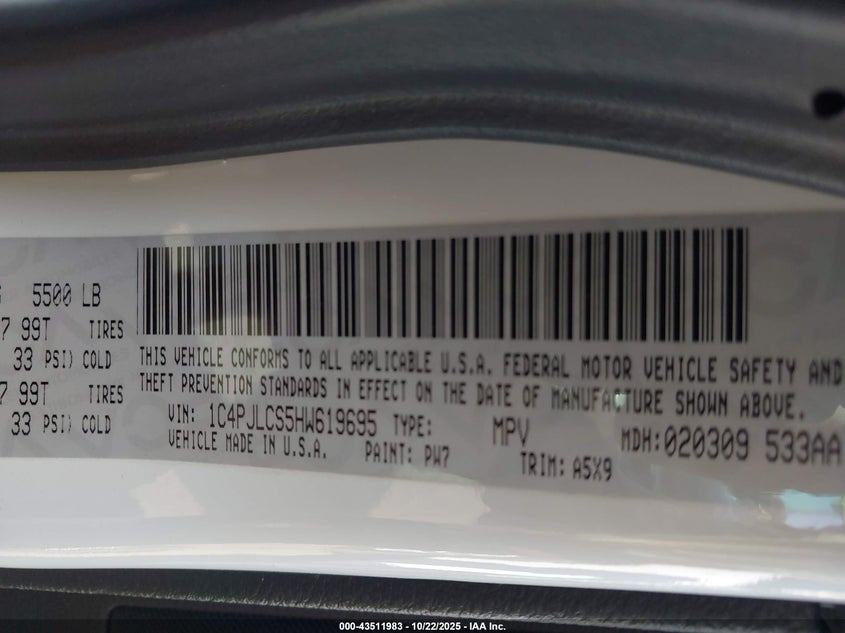 5500 LB
99T TIRES
33 PSI) COLD
99T TIRES
33 PSI) COLD
THIS VEHICLE CONFORMS TO ALL APPLICABLE U.S.A. FEDERAL MOTOR VEHICLE SAFETY AND
THEFT PREVENTION STANDARDS IN EFFECT ON THE DATE OF MANUFACTURE SHOWN ABOVE.
VIN: 1C4PJLCS5HW619695 TYPE: MPV MDH:020309 533AA
VEHICLE MADE IN U.S.A. PAINT: PW7 TRIM: A5X9
000-43511983 | 10/22/2025 - IAA Inc.